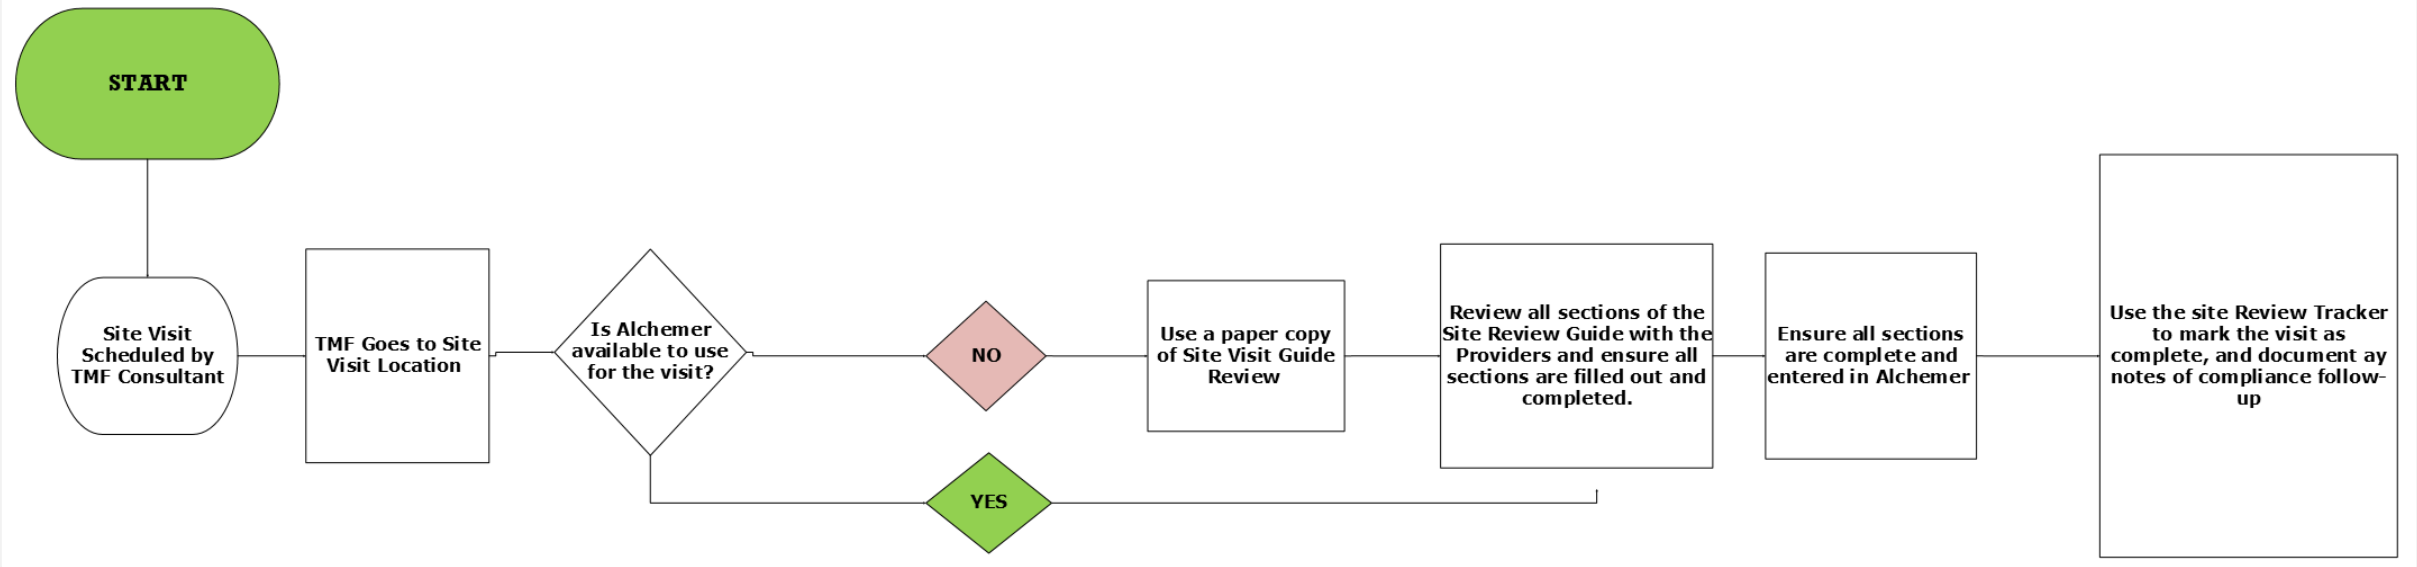 START
Site Visit
Scheduled by
TMF Consultant
TMF Goes to Site
Visit Location
Is Alchemer
available to use
for the visit?
NO
YES
Use a paper copy
of Site Visit Guide
Review
Review all sections of the
Site Review Guide with the
Providers and ensure all
sections are filled out and
completed.
Ensure all sections
are complete and
entered in Alchemer
Use the site Review Tracker
to mark the visit as
complete, and document ay
notes of compliance follow-
up